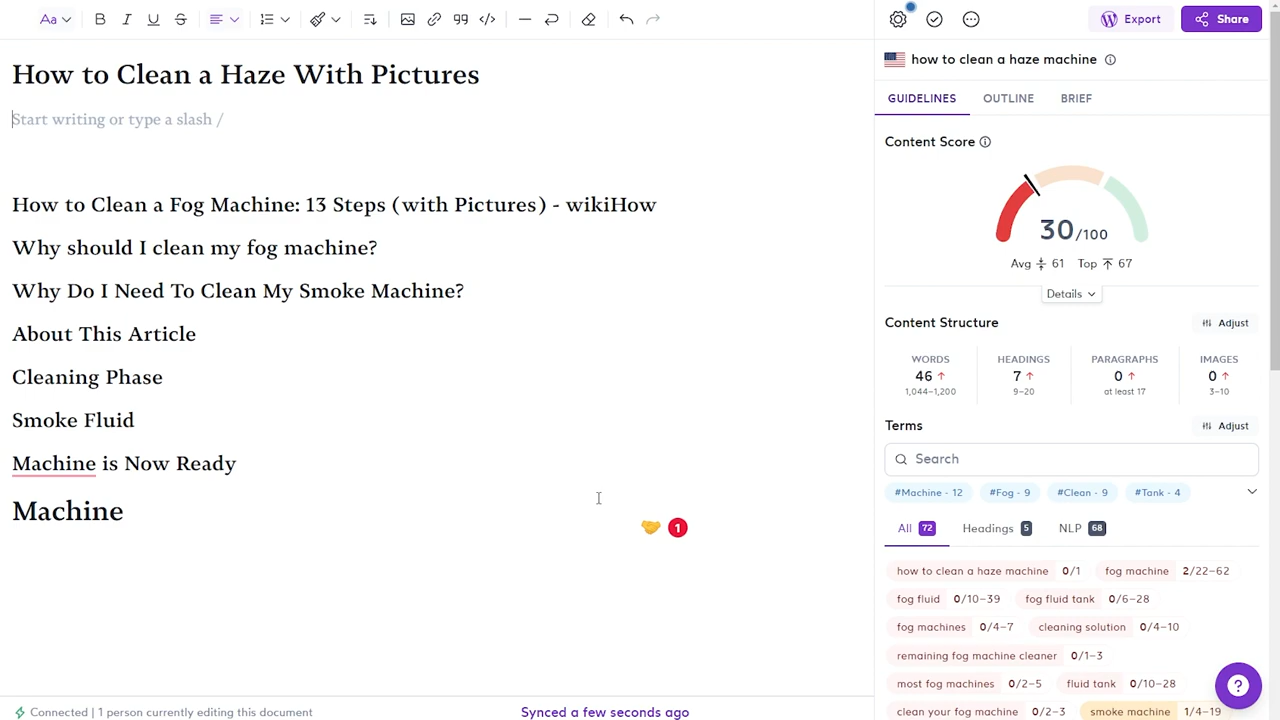 Aa
Export
Share
How to Clean a Haze With Pictures
Start writing or type a slash /
How to Clean a Fog Machine: 13 Steps (with Pictures) - wikiHow
Why should I clean my fog machine?
Why Do I Need To Clean My Smoke Machine?
About This Article
Cleaning Phase
Smoke Fluid
Machine is Now Ready
Machine
1
Connected | 1 person currently editing this document
Synced a few seconds ago
how to clean a haze machine
GUIDELINES OUTLINE BRIEF
Content Score
30/100
Avg 61 Top 67
Details
Content Structure Adjust
WORDS HEADINGS PARAGRAPHS IMAGES
46 ↑ 7 ↑ 0 ↑ 0 ↑
1,044–1,200 9–20 at least 17 3–10
Terms Adjust
Search
#Machine - 12 #Fog - 9 #Clean - 9 #Tank - 4
All 72 Headings 5 NLP 68
how to clean a haze machine 0/1 fog machine 2/22–62
fog fluid 0/10–39 fog fluid tank 0/6–28
fog machines 0/4–7 cleaning solution 0/4–10
remaining fog machine cleaner 0/1–3
most fog machines 0/2–5 fluid tank 0/10–28
clean your fog machine 0/2–3 smoke machine 1/4–19
?